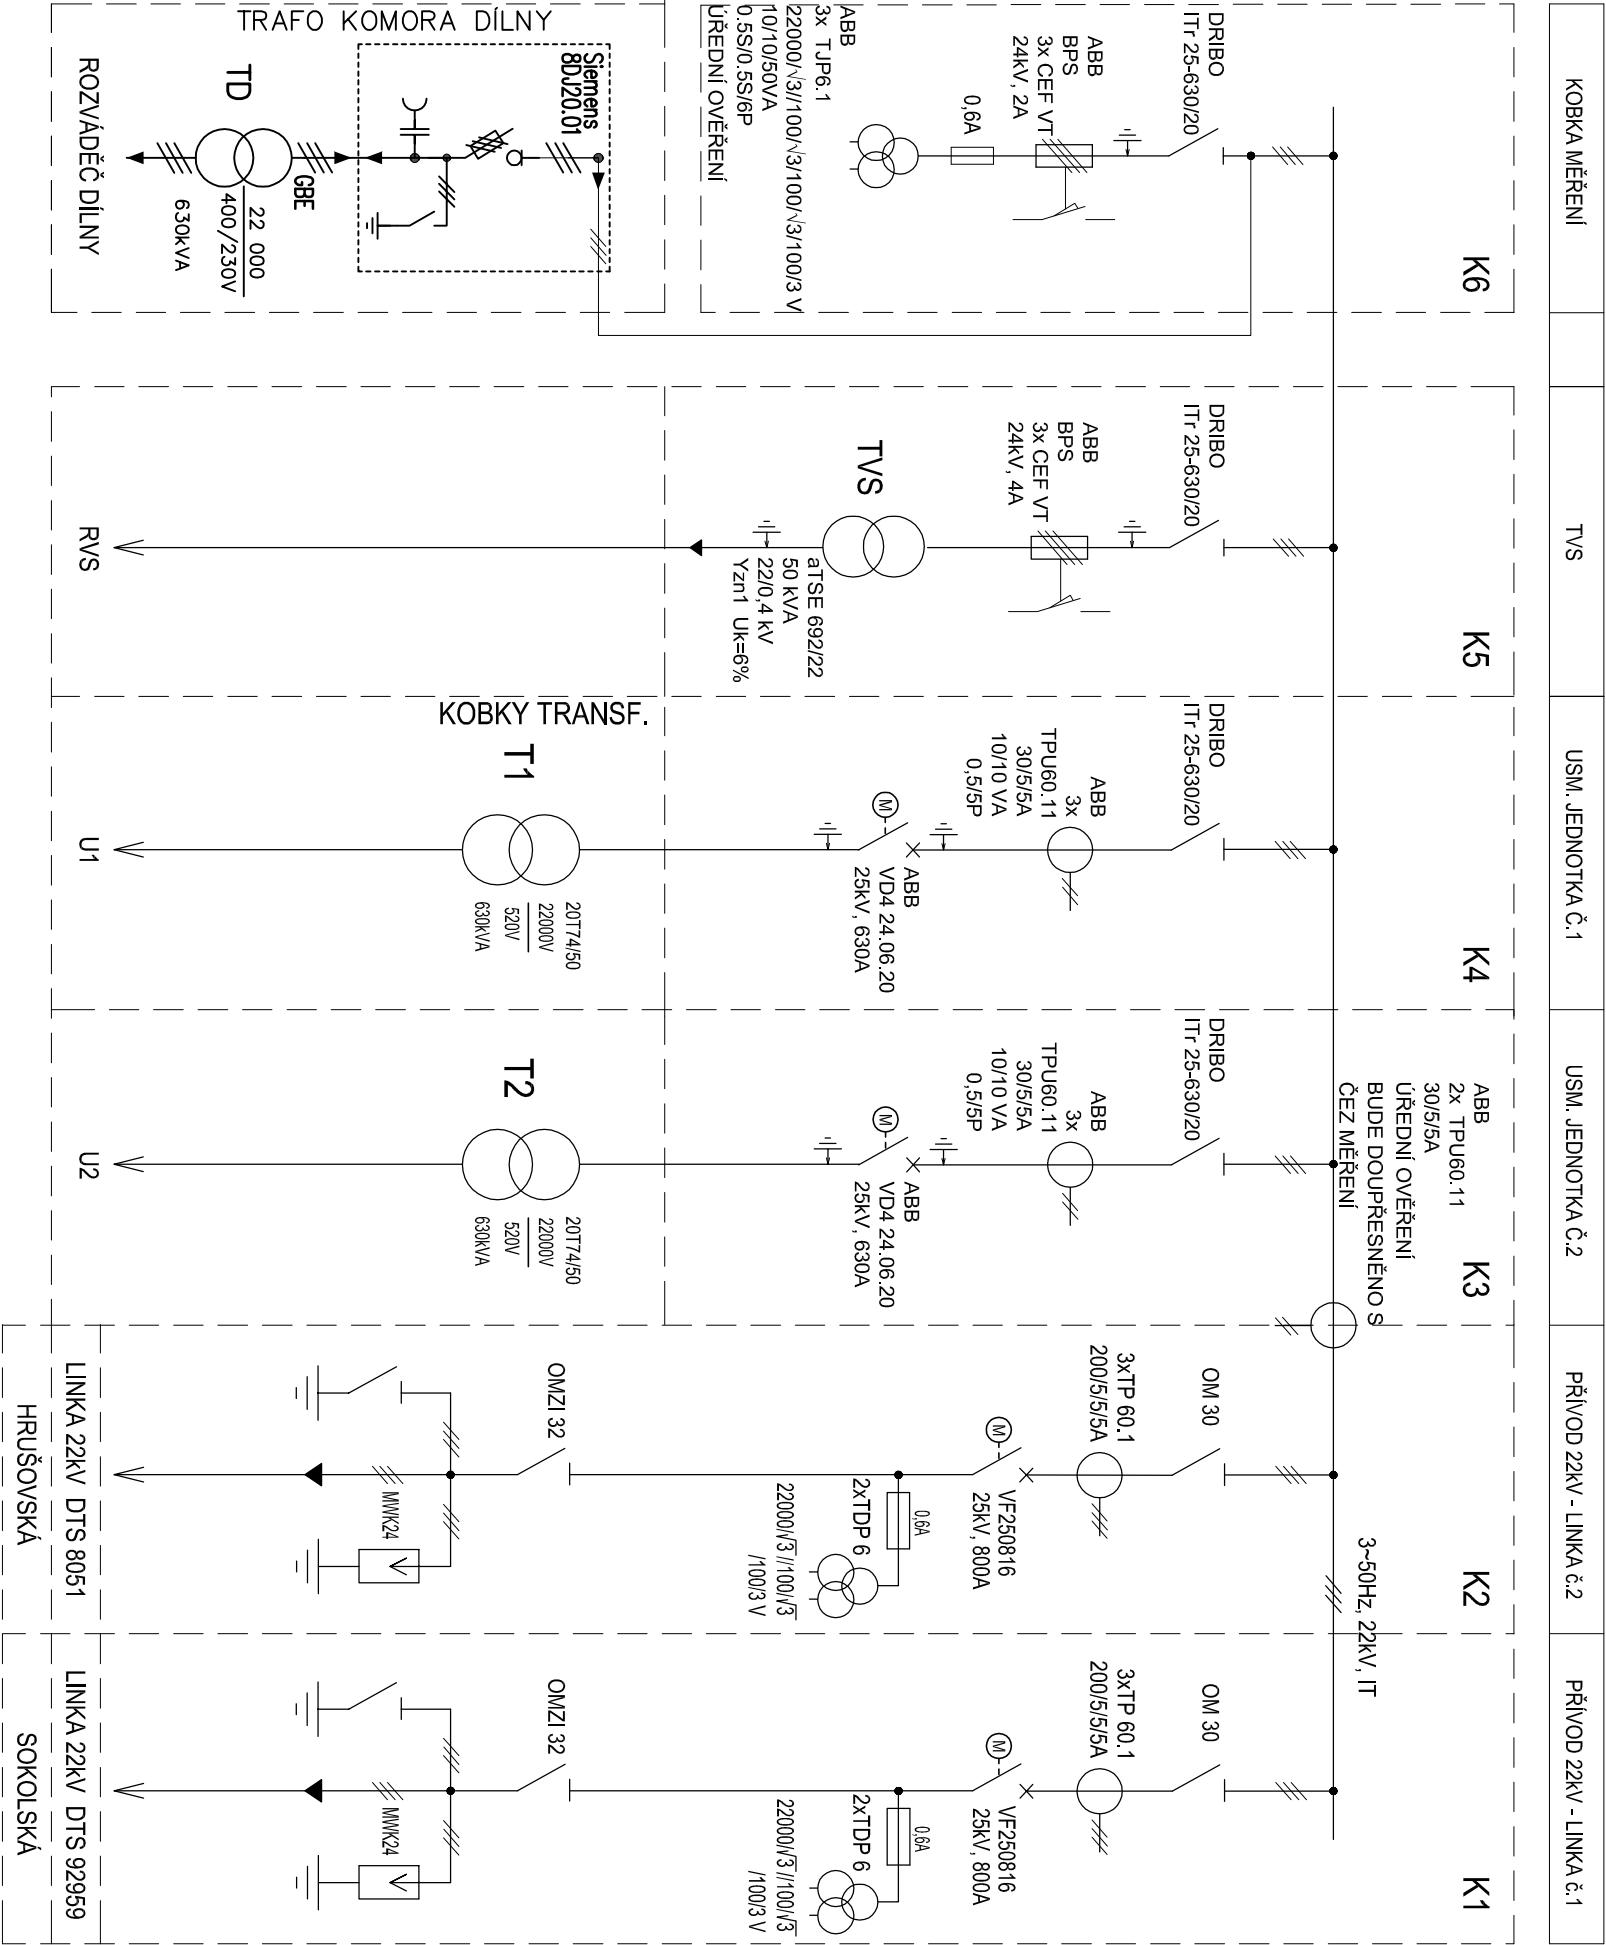 KOBKA MĚŘENÍ
TVS
USM. JEDNOTKA Č.1
USM. JEDNOTKA Č.2
PŘÍVOD 22kV - LINKA č.2
PŘÍVOD 22kV - LINKA č.1
K6
DRIBO
ITr 25-630/20
ABB
BPS
3x CEF VT
24kV, 2A
0,6A
ABB
3x TJP6.1
22000/√3//100/√3/100/√3/100/3 V
10/10/50VA
0.5S/0.5S/6P
ÚŘEDNÍ OVĚŘENÍ
TRAFO KOMORA DÍLNY
Siemens
8DJ20.01
GBE
TD
22 000
400/230V
630kVA
ROZVÁDĚČ DÍLNY
K5
DRIBO
ITr 25-630/20
ABB
BPS
3x CEF VT
24kV, 4A
TVS
aTSE 692/22
50 kVA
22/0,4 kV
Yzn1 Uk=6%
RVS
K4
DRIBO
ITr 25-630/20
ABB
3x
TPU60.11
30/5/5A
10/10 VA
0,5/5P
M
ABB
VD4 24.06.20
25kV, 630A
KOBKY TRANSF.
T1
20T74/50
22000V
520V
630kVA
U1
K3
ABB
2x TPU60.11
30/5/5A
ÚŘEDNÍ OVĚŘENÍ
BUDE DOUPŘESNĚNO S
ČEZ MĚŘENÍ
DRIBO
ITr 25-630/20
ABB
3x
TPU60.11
30/5/5A
10/10 VA
0,5/5P
M
ABB
VD4 24.06.20
25kV, 630A
T2
20T74/50
22000V
520V
630kVA
U2
K2
3~50Hz, 22kV, IT
OM 30
3xTP 60.1
200/5/5/5A
M
VF250816
25kV, 800A
0,6A
2xTDP 6
22000/√3 //100/√3
/100/3 V
OMZI 32
MWK24
LINKA 22kV DTS 8051
HRUŠOVSKÁ
K1
OM 30
3xTP 60.1
200/5/5/5A
M
VF250816
25kV, 800A
0,6A
2xTDP 6
22000/√3 //100/√3
/100/3 V
OMZI 32
MWK24
LINKA 22kV DTS 92959
SOKOLSKÁ